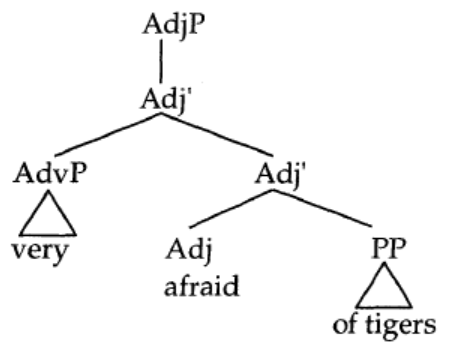 AdjP
Adj'
AdvP Adj'
very Adj PP
afraid
of tigers